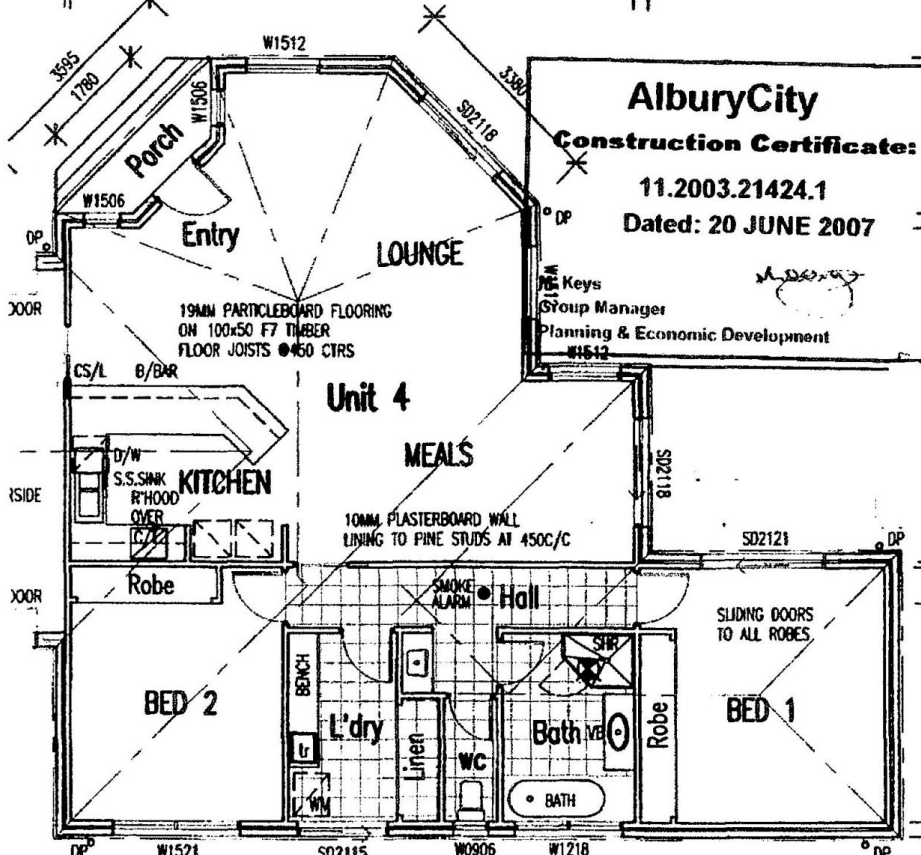 W1512
3595
1780
3380
W1506
SD2118
Porch
W1506
DP
Entry
LOUNGE
DP
AlburyCity
Construction Certificate:
11.2003.21424.1
Dated: 20 JUNE 2007
Keys
Group Manager
Planning & Economic Development
W1512
DOOR
19MM PARTICLEBOARD FLOORING
ON 100x50 F7 TIMBER
FLOOR JOISTS @450 CTRS
CS/L
B/BAR
Unit 4
MEALS
SD2118
D/W
S.S.SINK
R'HOOD
OVER
KITCHEN
RSIDE
10MM PLASTERBOARD WALL
LINING TO PINE STUDS AT 450C/C
SD2121
DP
DOOR
Robe
SMOKE
ALARM
Hall
SLIDING DOORS
TO ALL ROBES
SHR
BED 2
BENCH
L'dry
tr
WM
Linen
WC
Bath
VB
BATH
Robe
BED 1
DP
W1521
SD2115
W0906
W1218
DP